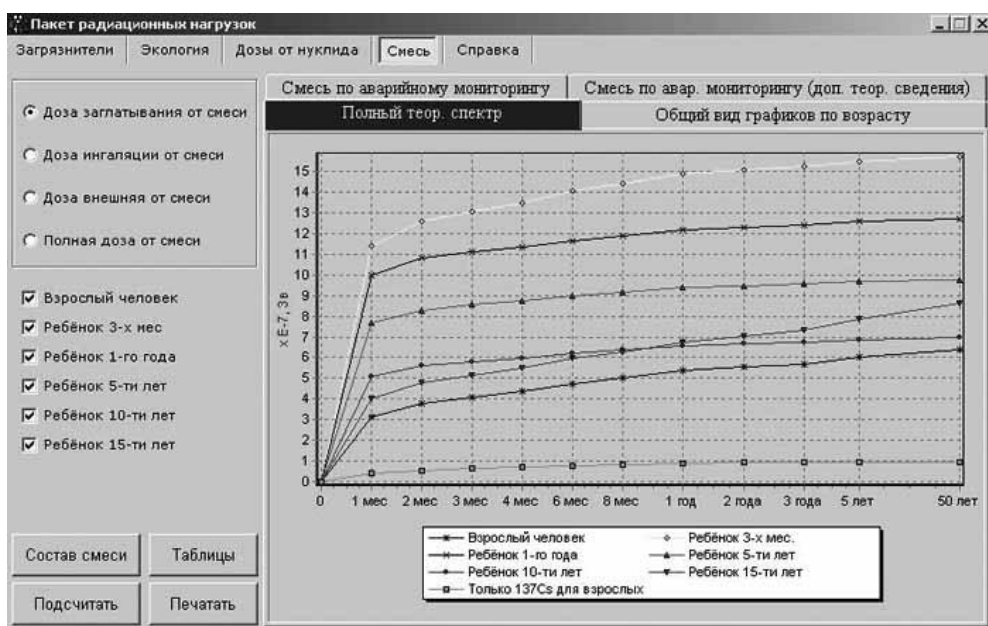 Пакет радиационных нагрузок
Загрязнители Экология Дозы от нуклида Смесь Справка
Доза заглатывания от смеси
Доза ингаляции от смеси
Доза внешняя от смеси
Полная доза от смеси
Взрослый человек
Ребёнок 3-х мес
Ребёнок 1-го года
Ребёнок 5-ти лет
Ребёнок 10-ти лет
Ребёнок 15-ти лет
Состав смеси Таблицы
Подсчитать Печатать
Смесь по аварийному мониторингу Смесь по авар. мониторингу (доп. теор. сведения)
Полный теор. спектр Общий вид графиков по возрасту
15
14
13
12
11
10
9
8
7
6
5
4
3
2
1
0
x E-7, Зв
0 1 мес 2 мес 3 мес 4 мес 6 мес 8 мес 1 год 2 года 3 года 5 лет 50 лет
Взрослый человек Ребёнок 3-х мес.
Ребёнок 1-го года Ребёнок 5-ти лет
Ребёнок 10-ти лет Ребёнок 15-ти лет
Только 137Cs для взрослых